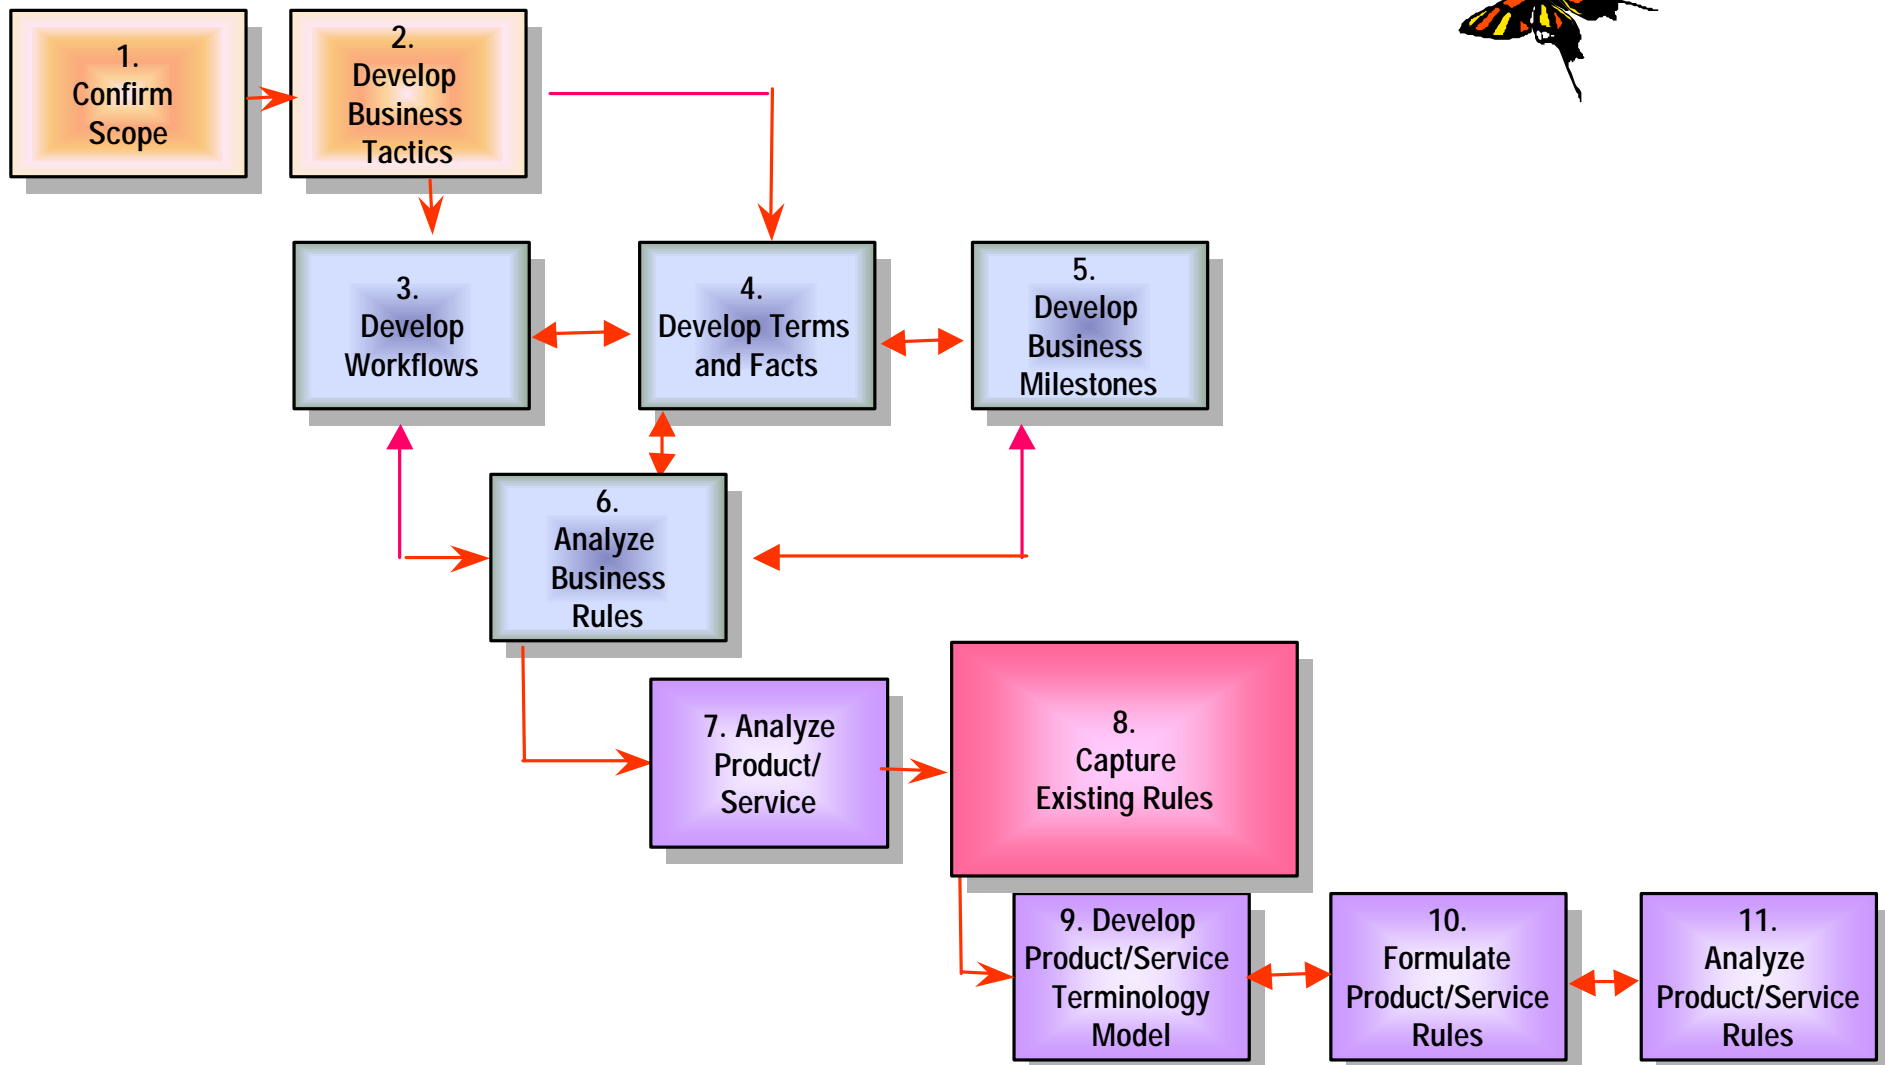 1.
Confirm
Scope
2.
Develop
Business
Tactics
3.
Develop
Workflows
4.
Develop Terms
and Facts
5.
Develop
Business
Milestones
6.
Analyze
Business
Rules
7. Analyze
Product/
Service
8.
Capture
Existing Rules
9. Develop
Product/Service
Terminology
Model
10.
Formulate
Product/Service
Rules
11.
Analyze
Product/Service
Rules